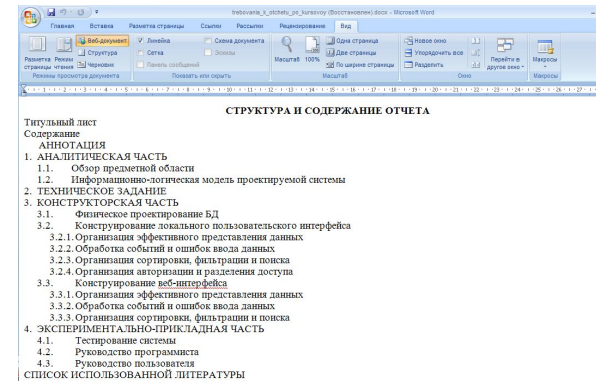 trebovania_k_otchetu_po_kursovoy (Восстановлен).docx - Microsoft Word
Главная Вставка Разметка страницы Ссылки Рассылки Рецензирование Вид
Разметка страницы
Режим чтения
Веб-документ
Структура
Черновик
Режимы просмотра документа
Линейка
Сетка
Панель сообщений
Схема документа
Эскизы
Показать или скрыть
Масштаб
100%
Одна страница
Две страницы
По ширине страницы
Масштаб
Новое окно
Упорядочить все
Разделить
Перейти в другое окно
Окно
Макросы
Макросы
СТРУКТУРА И СОДЕРЖАНИЕ ОТЧЕТА
Титульный лист
Содержание
АННОТАЦИЯ
1. АНАЛИТИЧЕСКАЯ ЧАСТЬ
1.1. Обзор предметной области
1.2. Информационно-логическая модель проектируемой системы
2. ТЕХНИЧЕСКОЕ ЗАДАНИЕ
3. КОНСТРУКТОРСКАЯ ЧАСТЬ
3.1. Физическое проектирование БД
3.2. Конструирование локального пользовательского интерфейса
3.2.1. Организация эффективного представления данных
3.2.2. Обработка событий и ошибок ввода данных
3.2.3. Организация сортировки, фильтрации и поиска
3.2.4. Организация авторизации и разделения доступа
3.3. Конструирование веб-интерфейса
3.3.1. Организация эффективного представления данных
3.3.2. Обработка событий и ошибок ввода данных
3.3.3. Организация сортировки, фильтрации и поиска
4. ЭКСПЕРИМЕНТАЛЬНО-ПРИКЛАДНАЯ ЧАСТЬ
4.1. Тестирование системы
4.2. Руководство программиста
4.3. Руководство пользователя
СПИСОК ИСПОЛЬЗОВАННОЙ ЛИТЕРАТУРЫ